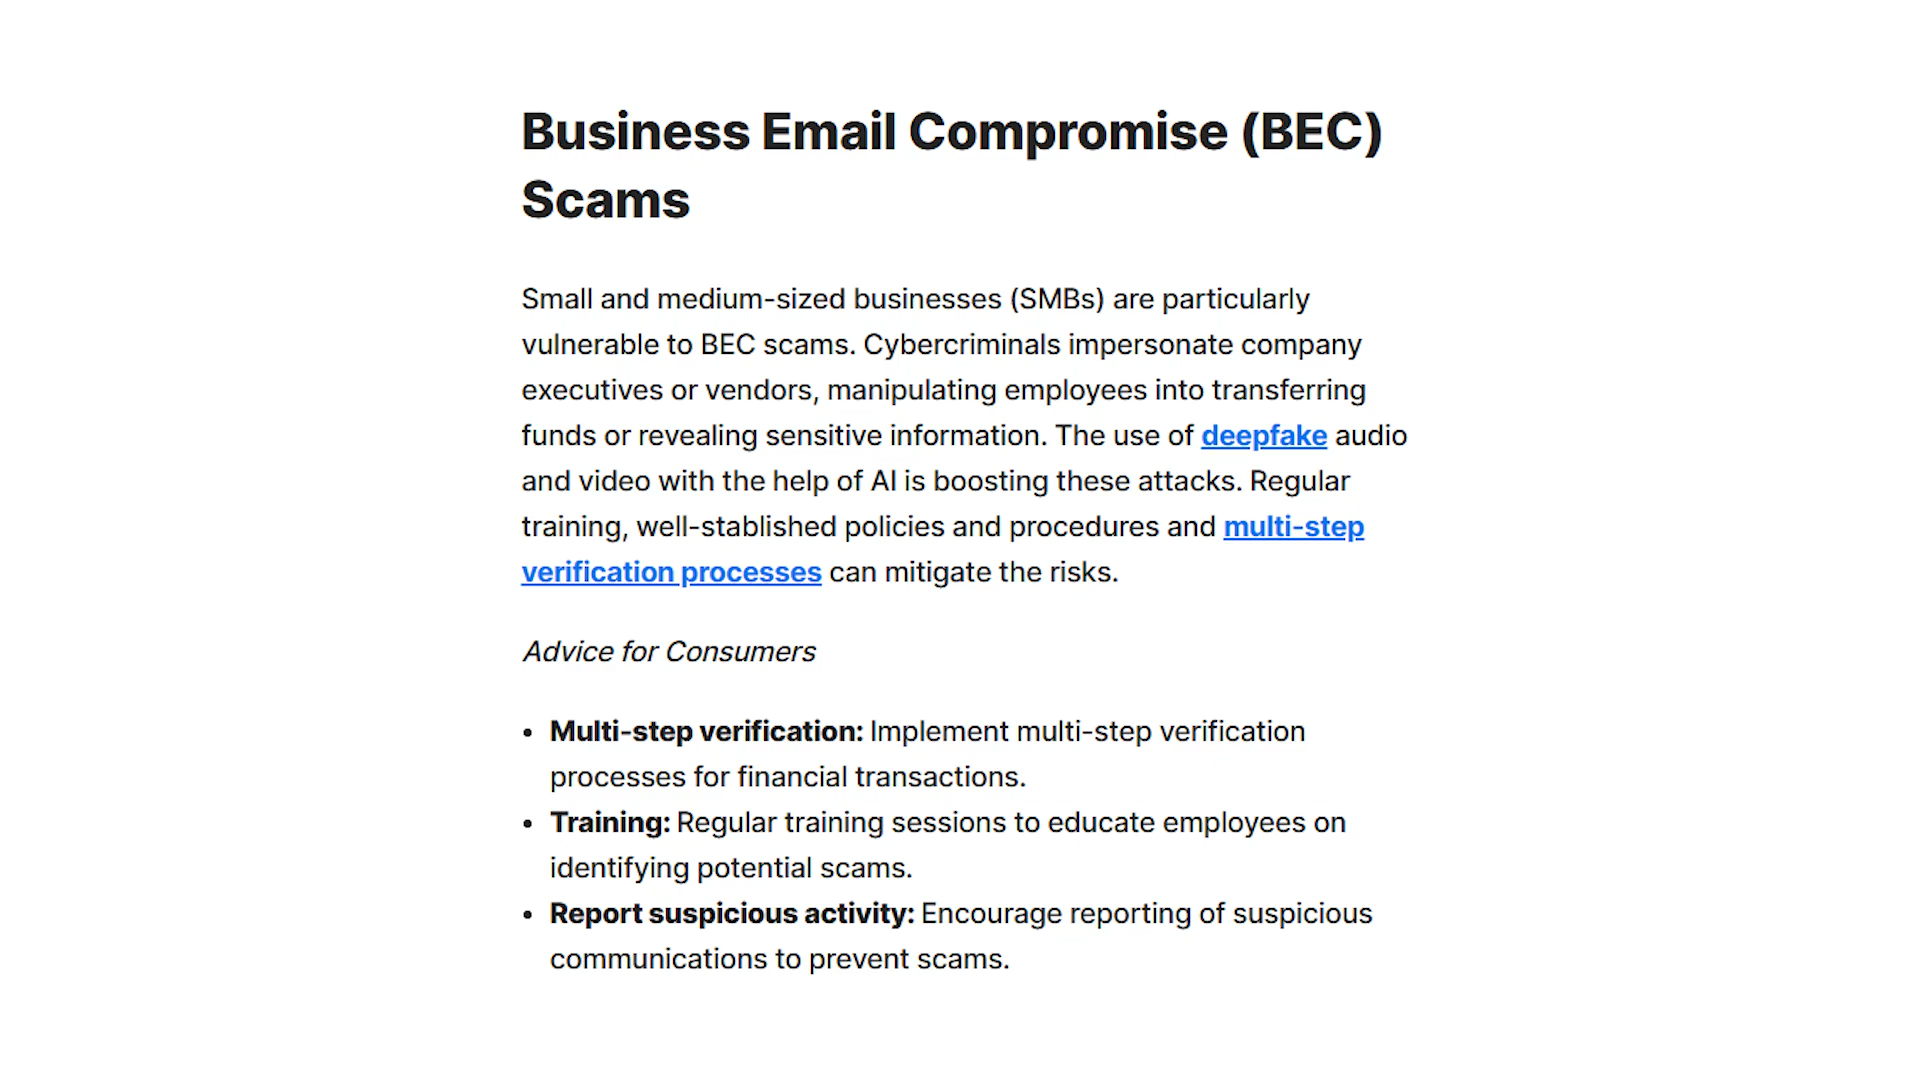 Business Email Compromise (BEC)
Scams
Small and medium-sized businesses (SMBs) are particularly
vulnerable to BEC scams. Cybercriminals impersonate company
executives or vendors, manipulating employees into transferring
funds or revealing sensitive information. The use of deepfake audio
and video with the help of AI is boosting these attacks. Regular
training, well-stablished policies and procedures and multi-step
verification processes can mitigate the risks.
Advice for Consumers
• Multi-step verification: Implement multi-step verification
processes for financial transactions.
• Training: Regular training sessions to educate employees on
identifying potential scams.
• Report suspicious activity: Encourage reporting of suspicious
communications to prevent scams.